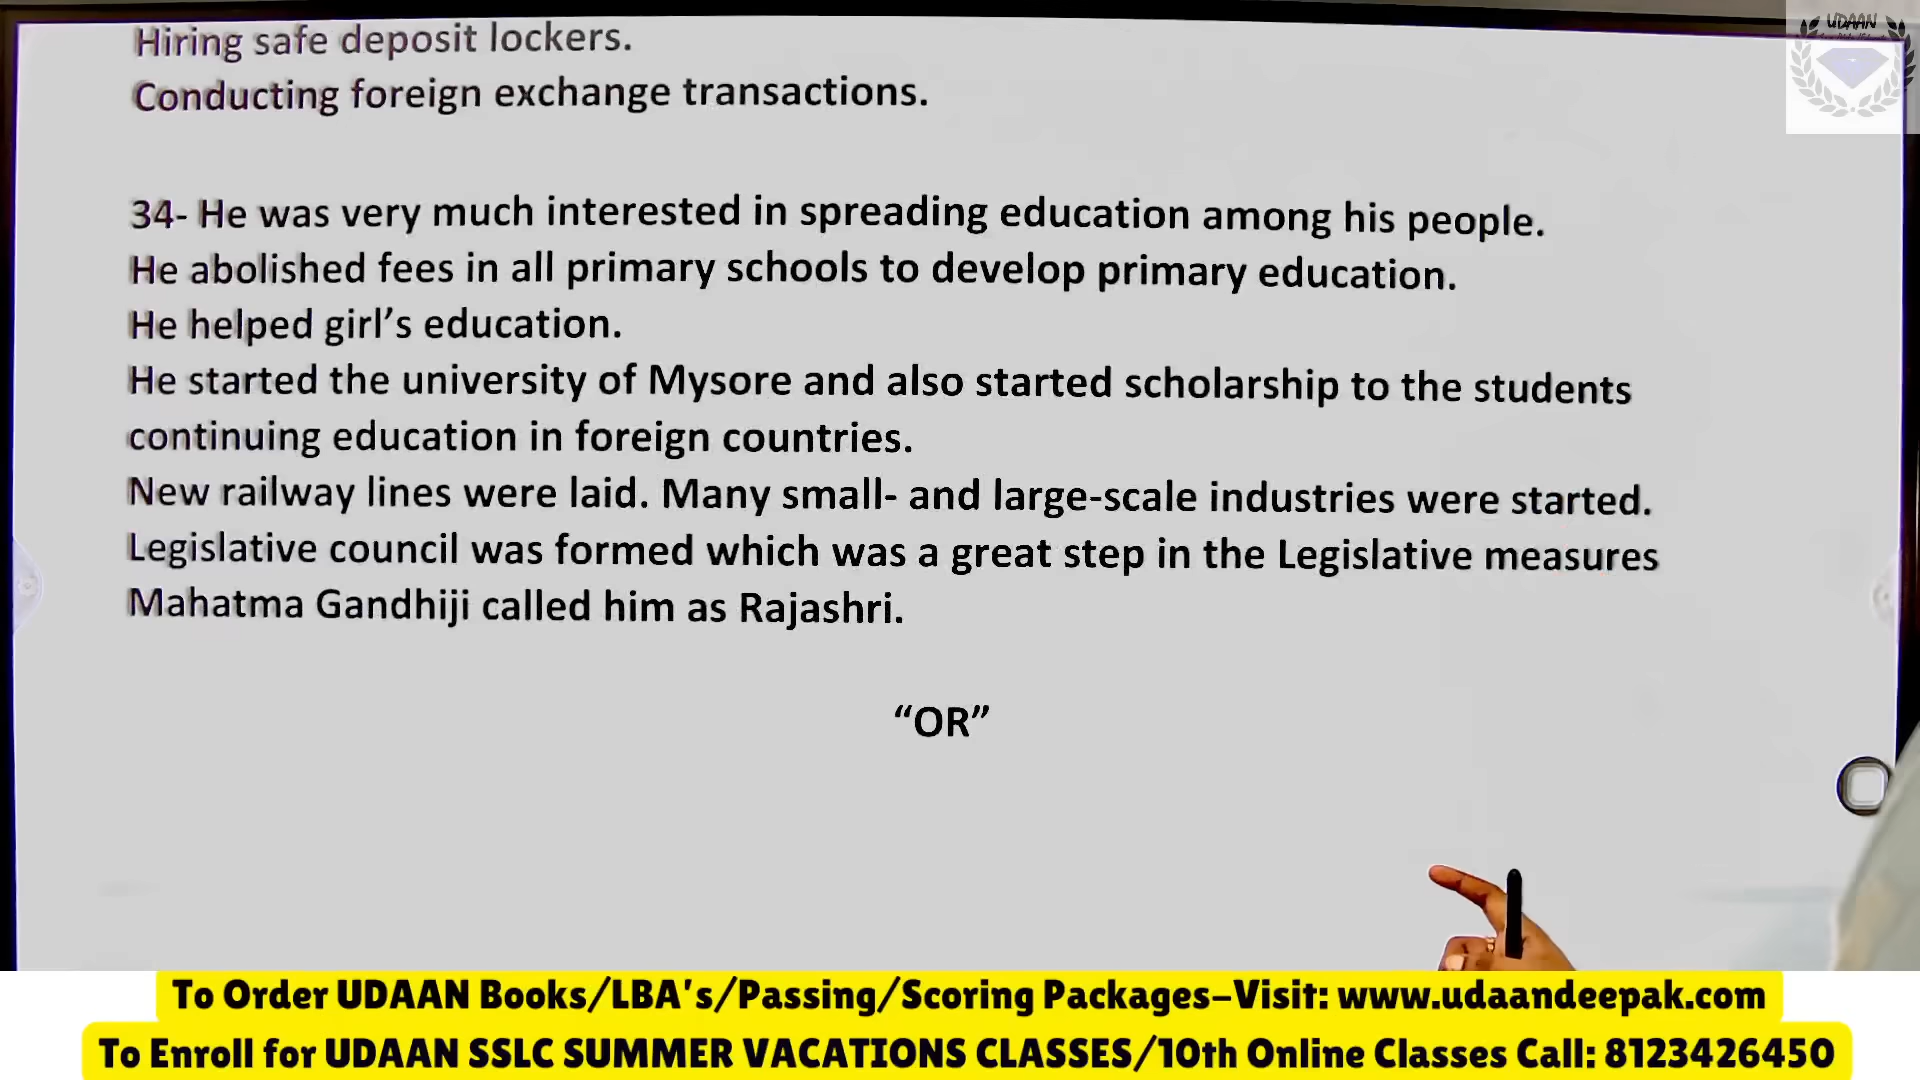 UDAAN
Hiring safe deposit lockers.
Conducting foreign exchange transactions.
34- He was very much interested in spreading education among his people.
He abolished fees in all primary schools to develop primary education.
He helped girl’s education.
He started the university of Mysore and also started scholarship to the students
continuing education in foreign countries.
New railway lines were laid. Many small- and large-scale industries were started.
Legislative council was formed which was a great step in the Legislative measures
Mahatma Gandhiji called him as Rajashri.
“OR”
To Order UDAAN Books/LBA's/Passing/Scoring Packages-Visit: www.udaandeepak.com
To Enroll for UDAAN SSLC SUMMER VACATIONS CLASSES/10th Online Classes Call: 8123426450